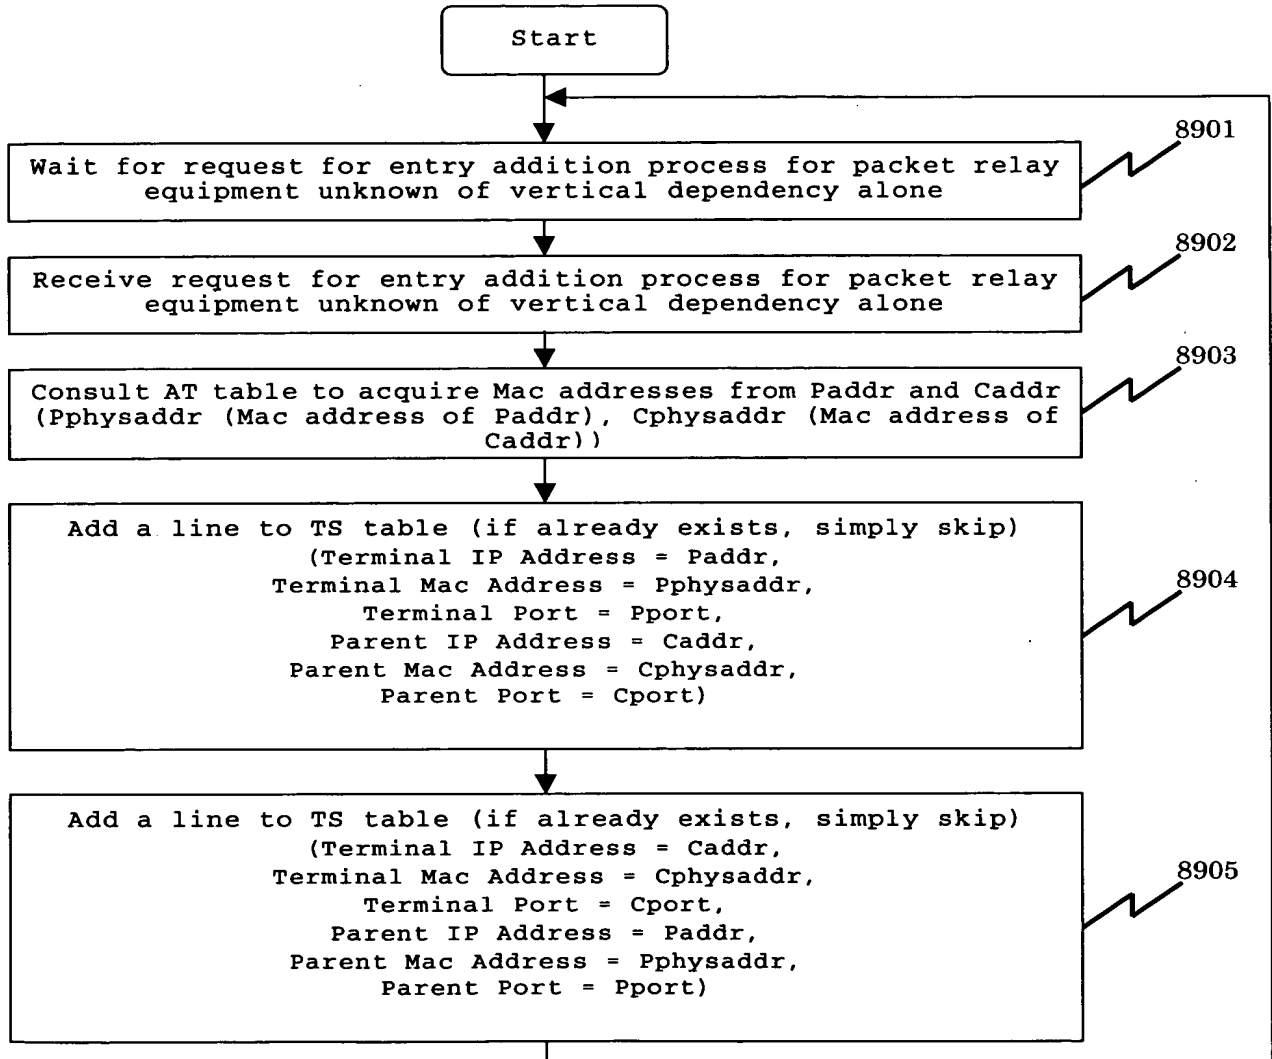 Start
8901
Wait for request for entry addition process for packet relay
equipment unknown of vertical dependency alone
8902
Receive request for entry addition process for packet relay
equipment unknown of vertical dependency alone
8903
Consult AT table to acquire Mac addresses from Paddr and Caddr
(Pphysaddr (Mac address of Paddr), Cphysaddr (Mac address of
Caddr))
Add a line to TS table (if already exists, simply skip)
(Terminal IP Address = Paddr,
Terminal Mac Address = Pphysaddr,
Terminal Port = Pport,
Parent IP Address = Caddr,
Parent Mac Address = Cphysaddr,
Parent Port = Cport)
8904
Add a line to TS table (if already exists, simply skip)
(Terminal IP Address = Caddr,
Terminal Mac Address = Cphysaddr,
Terminal Port = Cport,
Parent IP Address = Paddr,
Parent Mac Address = Pphysaddr,
Parent Port = Pport)
8905